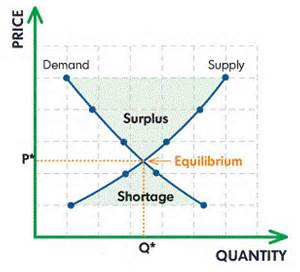 PRICE
Demand
Supply
Surplus
P*
Equilibrium
Shortage
Q*
QUANTITY